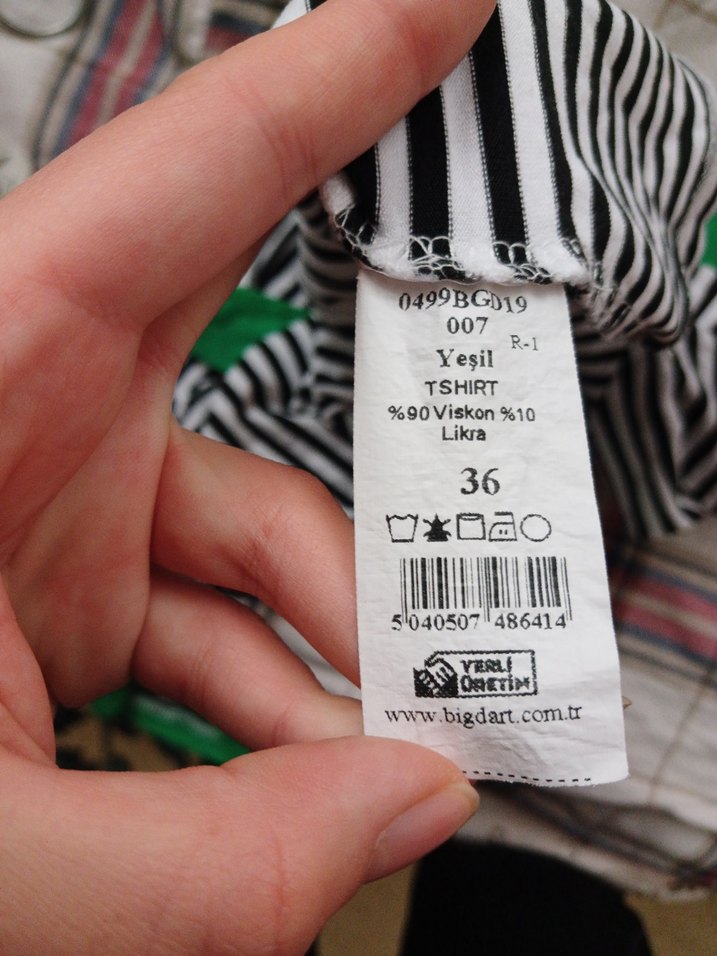 0499BGD19
007
R-1
Yeşil
TSHIRT
%90 Viskon %10
Likra
36
5 040507 486414
YERLİ
ÜRETİM
www.bigdart.com.tr